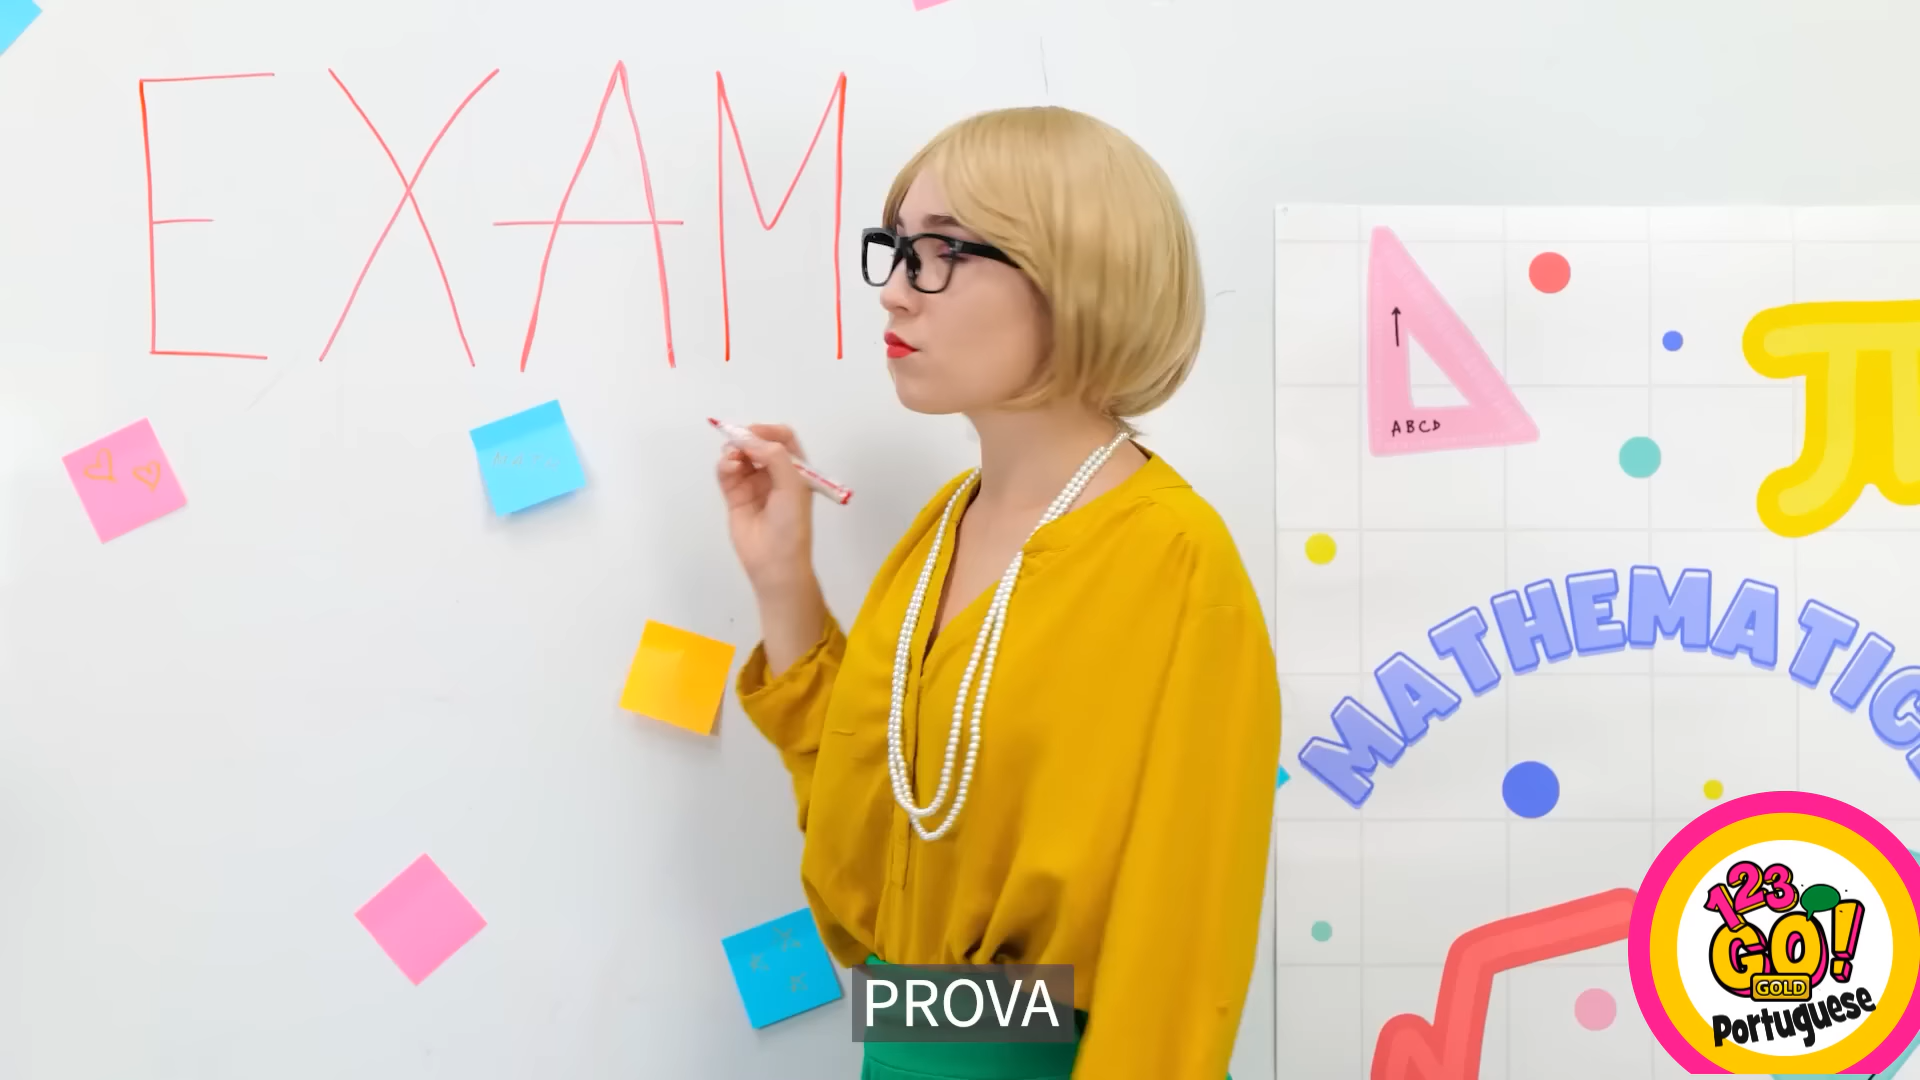 EXAM
ABCD
MATHEMATIC
PROVA
123
GO!
GOLD
Portuguese